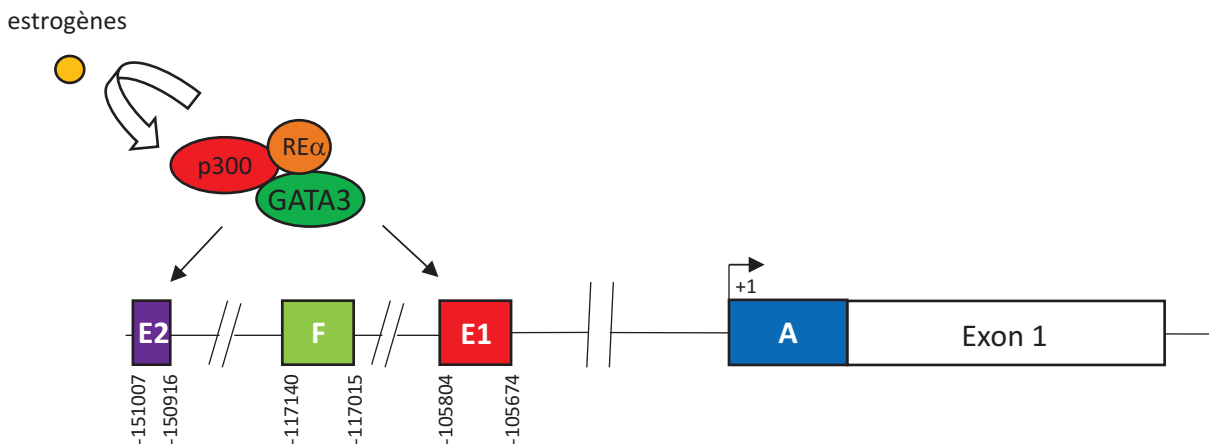 estrogènes
p300
REα
GATA3
+1
E2
F
E1
A
Exon 1
-151007
-150916
-117140
-117015
-105804
-105674